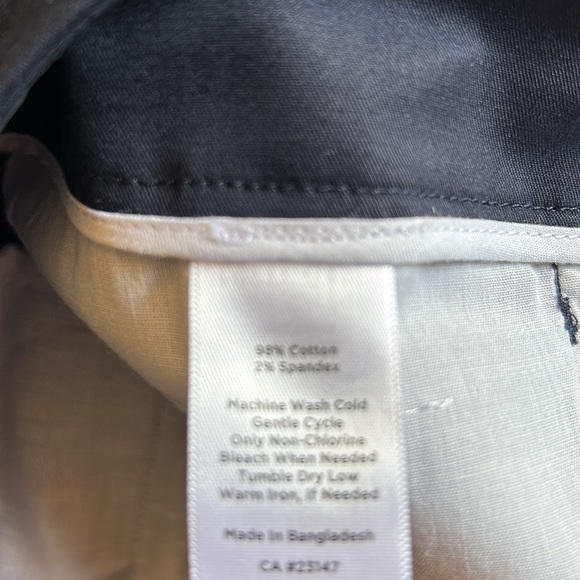 98% Cotton
2% Spandex
Machine Wash Cold
Gentle Cycle
Only Non-Chlorine
Bleach When Needed
Tumble Dry Low
Warm Iron, if Needed
Made In Bangladesh
CA #23147